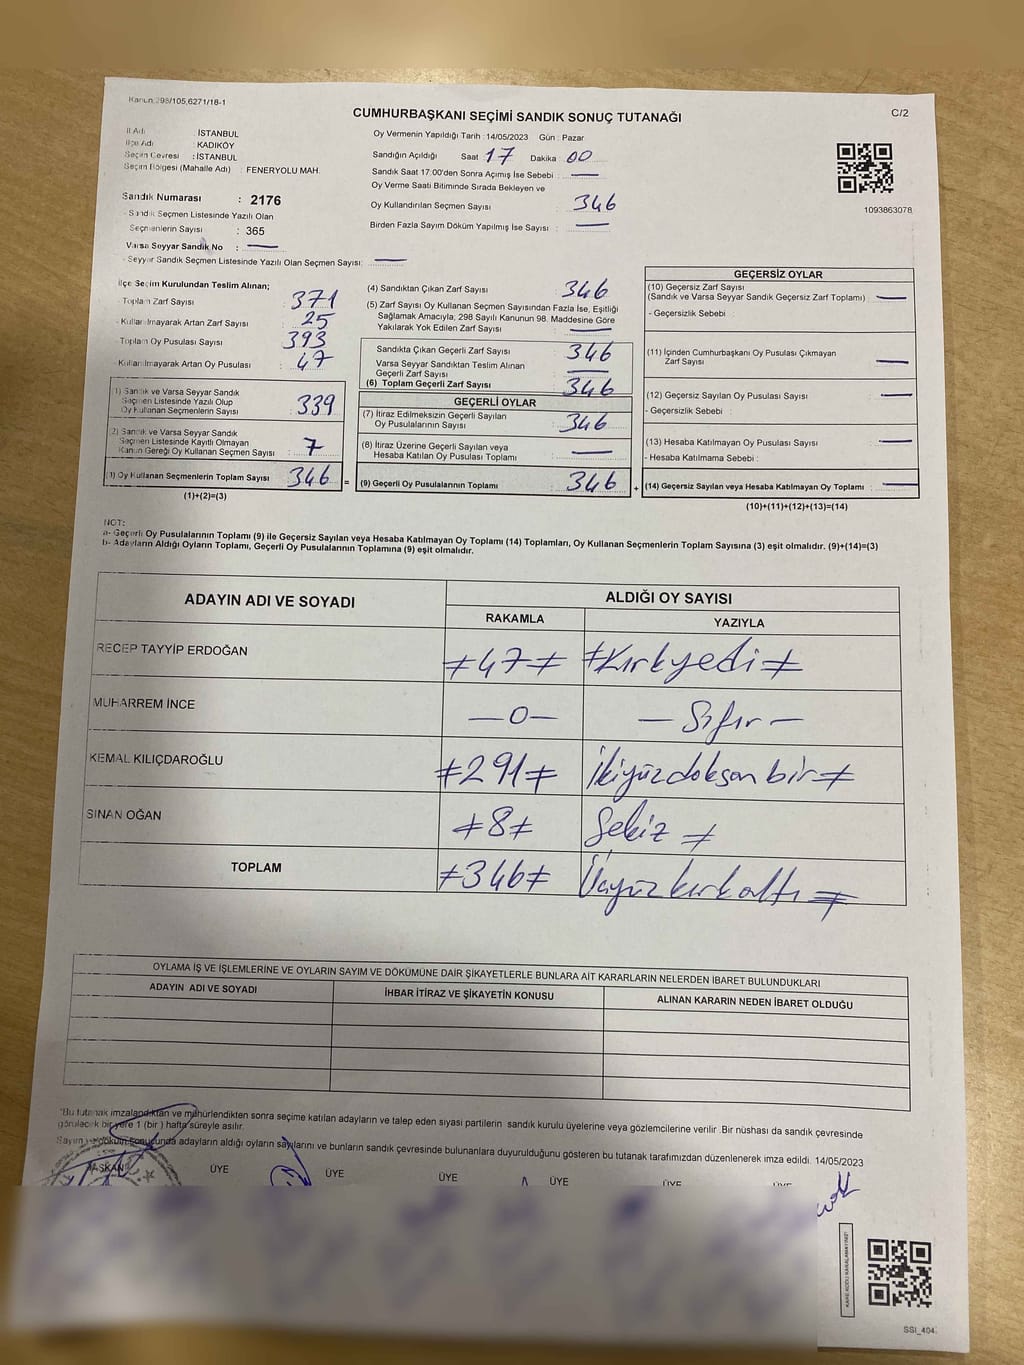 Kanun:298/105,6271/18-1
CUMHURBAŞKANI SEÇİMİ SANDIK SONUÇ TUTANAĞI
C/2
İl Adı : İSTANBUL
İlçe Adı : KADIKÖY
Seçim Çevresi : İSTANBUL
Seçim Bölgesi (Mahalle Adı) : FENERYOLU MAH.
Sandık Numarası : 2176
- Sandık Seçmen Listesinde Yazılı Olan
Seçmenlerin Sayısı : 365
Varsa Seyyar Sandık No : —
- Seyyar Sandık Seçmen Listesinde Yazılı Olan Seçmen Sayısı: —
Oy Vermenin Yapıldığı Tarih : 14/05/2023 Gün : Pazar
Sandığın Açıldığı Saat 17 Dakika 00
Sandık Saat 17:00'den Sonra Açımış İse Sebebi : —
Oy Verme Saati Bitiminde Sırada Bekleyen ve
Oy Kullandırılan Seçmen Sayısı : 346
Birden Fazla Sayım Döküm Yapılmış İse Sayısı : —
1093863078
İlçe Seçim Kurulundan Teslim Alınan;
- Toplam Zarf Sayısı : 371
- Kullanılmayarak Artan Zarf Sayısı : 25
- Toplam Oy Pusulası Sayısı : 393
- Kullanılmayarak Artan Oy Pusulası : 47
(1) Sandık ve Varsa Seyyar Sandık
Seçmen Listesinde Yazılı Olup
Oy Kullanan Seçmenlerin Sayısı : 339
(2) Sandık ve Varsa Seyyar Sandık
Seçmen Listesinde Kayıtlı Olmayan
Kanun Gereği Oy Kullanan Seçmen Sayısı : 7
(3) Oy Kullanan Seçmenlerin Toplam Sayısı : 346 =
(1)+(2)=(3)
(4) Sandıktan Çıkan Zarf Sayısı : 346
(5) Zarf Sayısı Oy Kullanan Seçmen Sayısından Fazla İse, Eşitliği
Sağlamak Amacıyla, 298 Sayılı Kanunun 98. Maddesine Göre
Yakılarak Yok Edilen Zarf Sayısı : —
Sandıkta Çıkan Geçerli Zarf Sayısı : 346
Varsa Seyyar Sandıktan Teslim Alınan
Geçerli Zarf Sayısı : —
(6) Toplam Geçerli Zarf Sayısı : 346
GEÇERLİ OYLAR
(7) İtiraz Edilmeksizin Geçerli Sayılan
Oy Pusulalarının Sayısı : 346
(8) İtiraz Üzerine Geçerli Sayılan veya
Hesaba Katılan Oy Pusulası Toplamı : —
(9) Geçerli Oy Pusulalarının Toplamı : 346 +
GEÇERSİZ OYLAR
(10) Geçersiz Zarf Sayısı
(Sandık ve Varsa Seyyar Sandık Geçersiz Zarf Toplamı) : —
- Geçersizlik Sebebi :
(11) İçinden Cumhurbaşkanı Oy Pusulası Çıkmayan
Zarf Sayısı : —
(12) Geçersiz Sayılan Oy Pusulası Sayısı : —
- Geçersizlik Sebebi :
(13) Hesaba Katılmayan Oy Pusulası Sayısı : —
- Hesaba Katılmama Sebebi :
(14) Geçersiz Sayılan veya Hesaba Katılmayan Oy Toplamı : —
(10)+(11)+(12)+(13)=(14)
NOT:
a- Geçerli Oy Pusulalarının Toplamı (9) ile Geçersiz Sayılan veya Hesaba Katılmayan Oy Toplamı (14) Toplamları, Oy Kullanan Seçmenlerin Toplam Sayısına (3) eşit olmalıdır. (9)+(14)=(3)
b- Adayların Aldığı Oyların Toplamı, Geçerli Oy Pusulalarının Toplamına (9) eşit olmalıdır.
ADAYIN ADI VE SOYADI
ALDIĞI OY SAYISI
RAKAMLA YAZIYLA
RECEP TAYYİP ERDOĞAN ≠47≠ ≠Kırkyedi≠
MUHARREM İNCE —0— —Sıfır—
KEMAL KILIÇDAROĞLU ≠291≠ İkiyüzdoksanbir≠
SİNAN OĞAN ≠8≠ Sekiz≠
TOPLAM ≠346≠ Üçyüzkırkaltı≠
OYLAMA İŞ VE İŞLEMLERİNE VE OYLARIN SAYIM VE DÖKÜMÜNE DAİR ŞİKAYETLERLE BUNLARA AİT KARARLARIN NELERDEN İBARET BULUNDUKLARI
ADAYIN ADI VE SOYADI İHBAR İTİRAZ VE ŞİKAYETİN KONUSU ALINAN KARARIN NEDEN İBARET OLDUĞU
"Bu tutanak imzalandıktan ve mühürlendikten sonra seçime katılan adayların ve talep eden siyasi partilerin sandık kurulu üyelerine veya gözlemcilerine verilir. Bir nüshası da sandık çevresinde
görülecek bir yere 1 (bir ) hafta süreyle asılır.
Sayım ve döküm sonucunda adayların aldığı oyların sayılarını ve bunların sandık çevresinde bulunanlara duyurulduğunu gösteren bu tutanak tarafımızdan düzenlenerek imza edildi. 14/05/2023
BAŞKAN ÜYE ÜYE ÜYE ÜYE ÜYE ÜYE
KARE KODU KARALAMAYINIZ!
SSI_404